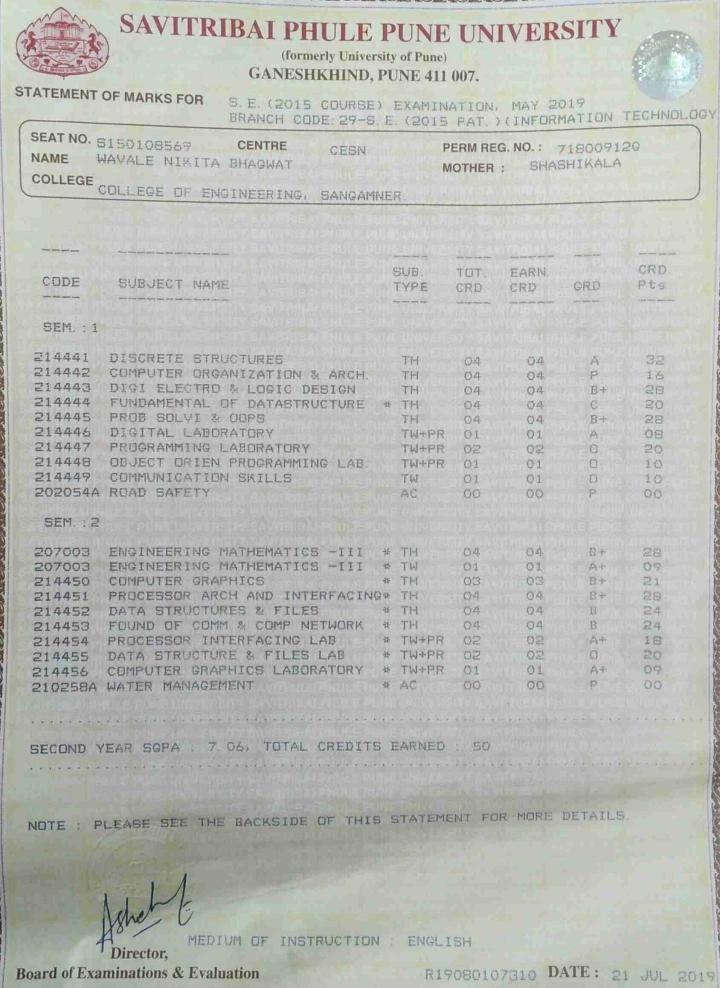 SAVITRIBAI PHULE PUNE UNIVERSITY
(formerly University of Pune)
GANESHKHIND, PUNE 411 007.
STATEMENT OF MARKS FOR S.E.(2015 COURSE) EXAMINATION, MAY 2019
BRANCH CODE: 29-S.E.(2015 PAT.)(INFORMATION TECHNOLOGY
SEAT NO. S150108569 CENTRE CESN PERM REG. NO. : 71800912G
NAME WAVALE NIKITA BHAGWAT MOTHER : SHASHIKALA
COLLEGE COLLEGE OF ENGINEERING, SANGAMNER.
CODE SUBJECT NAME SUB. TYPE TOT. CRD EARN. CRD GRD CRD. Pts
SEM. : 1
214441 DISCRETE STRUCTURES TH 04 04 A 32
214442 COMPUTER ORGANIZATION & ARCH. TH 04 04 P 16
214443 DIGI ELECTRO & LOGIC DESIGN TH 04 04 B+ 28
214444 FUNDAMENTAL OF DATASTRUCTURE * TH 04 04 C 20
214445 PROB SOLVI & OOPS TH 04 04 B+ 28
214446 DIGITAL LABORATORY TW+PR 01 01 A 08
214447 PROGRAMMING LABORATORY TW+PR 02 02 O 20
214448 OBJECT ORIEN PROGRAMMING LAB. TW+PR 01 01 O 10
214449 COMMUNICATION SKILLS TW 01 01 O 10
202054A ROAD SAFETY AC 00 00 P 00
SEM. : 2
207003 ENGINEERING MATHEMATICS -III * TH 04 04 B+ 28
207003 ENGINEERING MATHEMATICS -III * TW 01 01 A+ 09
214450 COMPUTER GRAPHICS * TH 03 03 B+ 21
214451 PROCESSOR ARCH AND INTERFACING* TH 04 04 B+ 28
214452 DATA STRUCTURES & FILES * TH 04 04 B 24
214453 FOUND OF COMM & COMP NETWORK * TH 04 04 B 24
214454 PROCESSOR INTERFACING LAB * TW+PR 02 02 A+ 18
214455 DATA STRUCTURE & FILES LAB * TW+PR 02 02 O 20
214456 COMPUTER GRAPHICS LABORATORY * TW+PR 01 01 A+ 09
210258A WATER MANAGEMENT * AC 00 00 P 00
SECOND YEAR SGPA : 7.06, TOTAL CREDITS EARNED : 50
NOTE : PLEASE SEE THE BACKSIDE OF THIS STATEMENT FOR MORE DETAILS.
MEDIUM OF INSTRUCTION : ENGLISH
Director,
Board of Examinations & Evaluation R19080107310 DATE : 21 JUL 2019